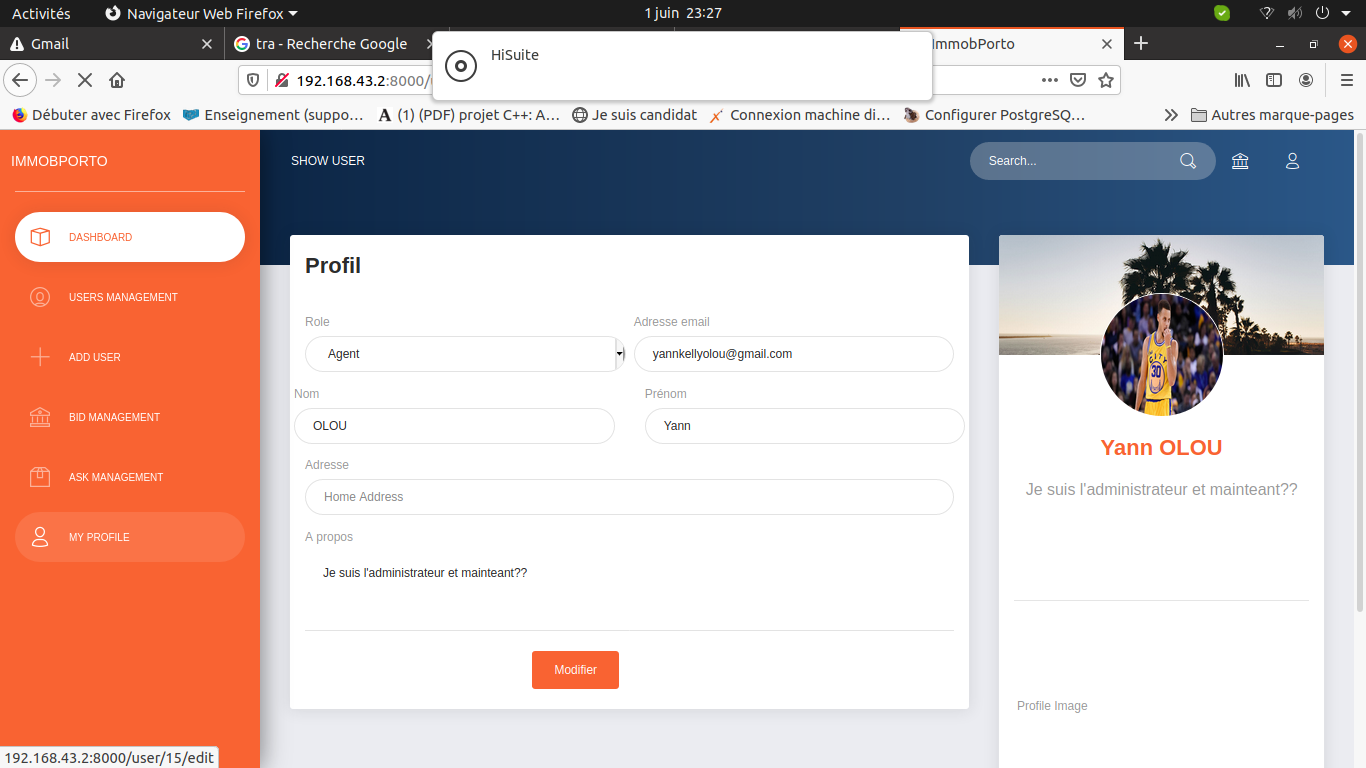 Activités
Navigateur Web Firefox
1 juin 23:27
Gmail
tra - Recherche Google
HiSuite
ImmobPorto
192.168.43.2:8000/
Débuter avec Firefox
Enseignement (suppo…
(1) (PDF) projet C++: A…
Je suis candidat
Connexion machine di…
Configurer PostgreSQ…
Autres marque-pages
IMMOBPORTO
SHOW USER
Search...
DASHBOARD
USERS MANAGEMENT
ADD USER
BID MANAGEMENT
ASK MANAGEMENT
MY PROFILE
Profil
Role
Adresse email
Agent
yannkellyolou@gmail.com
Nom
Prénom
OLOU
Yann
Adresse
Home Address
A propos
Je suis l'administrateur et mainteant??
Modifier
CITY
30
Yann OLOU
Je suis l'administrateur et mainteant??
Profile Image
192.168.43.2:8000/user/15/edit